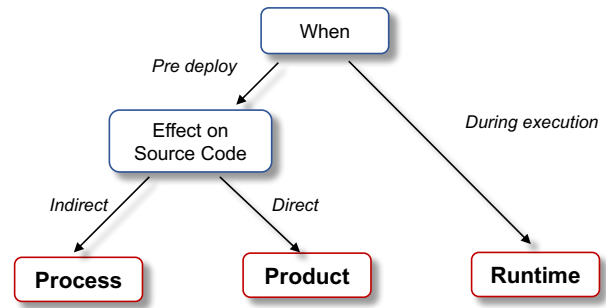 When
Pre deploy
During execution
Effect on
Source Code
Indirect
Direct
Process
Product
Runtime